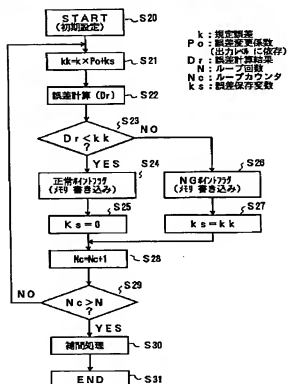 START
(初期設定)
S20
k：規定誤差
Po：誤差変更係数
(出力レベルに依存)
Dr：誤差計算結果
N：ループ回数
Nc：ループカウンタ
ks：誤差保存変数
kk=k×Po+ks
S21
誤差計算(Dr)
S22
S23
Dr<kk
?
NO
YES
S24
正常ポイントフラグ
(メモリ 書き込み)
S26
NGポイントフラグ
(メモリ 書き込み)
S25
Ks=0
S27
ks=kk
S28
Nc=Nc+1
S29
NO
Nc>N
?
YES
補間処理
S30
END
S31